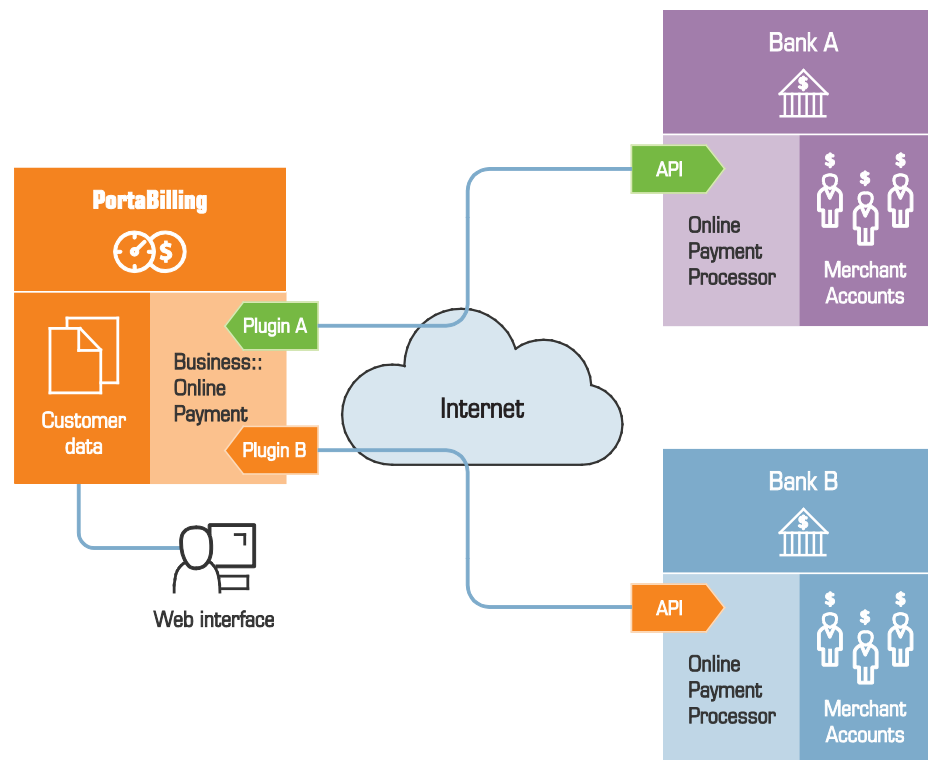 PortaBilling
$
Customer
data
Business::
Online
Payment
Plugin A
Plugin B
Web interface
Internet
Bank A
$
API
Online
Payment
Processor
$ $ $
Merchant
Accounts
Bank B
$
API
Online
Payment
Processor
$ $ $
Merchant
Accounts